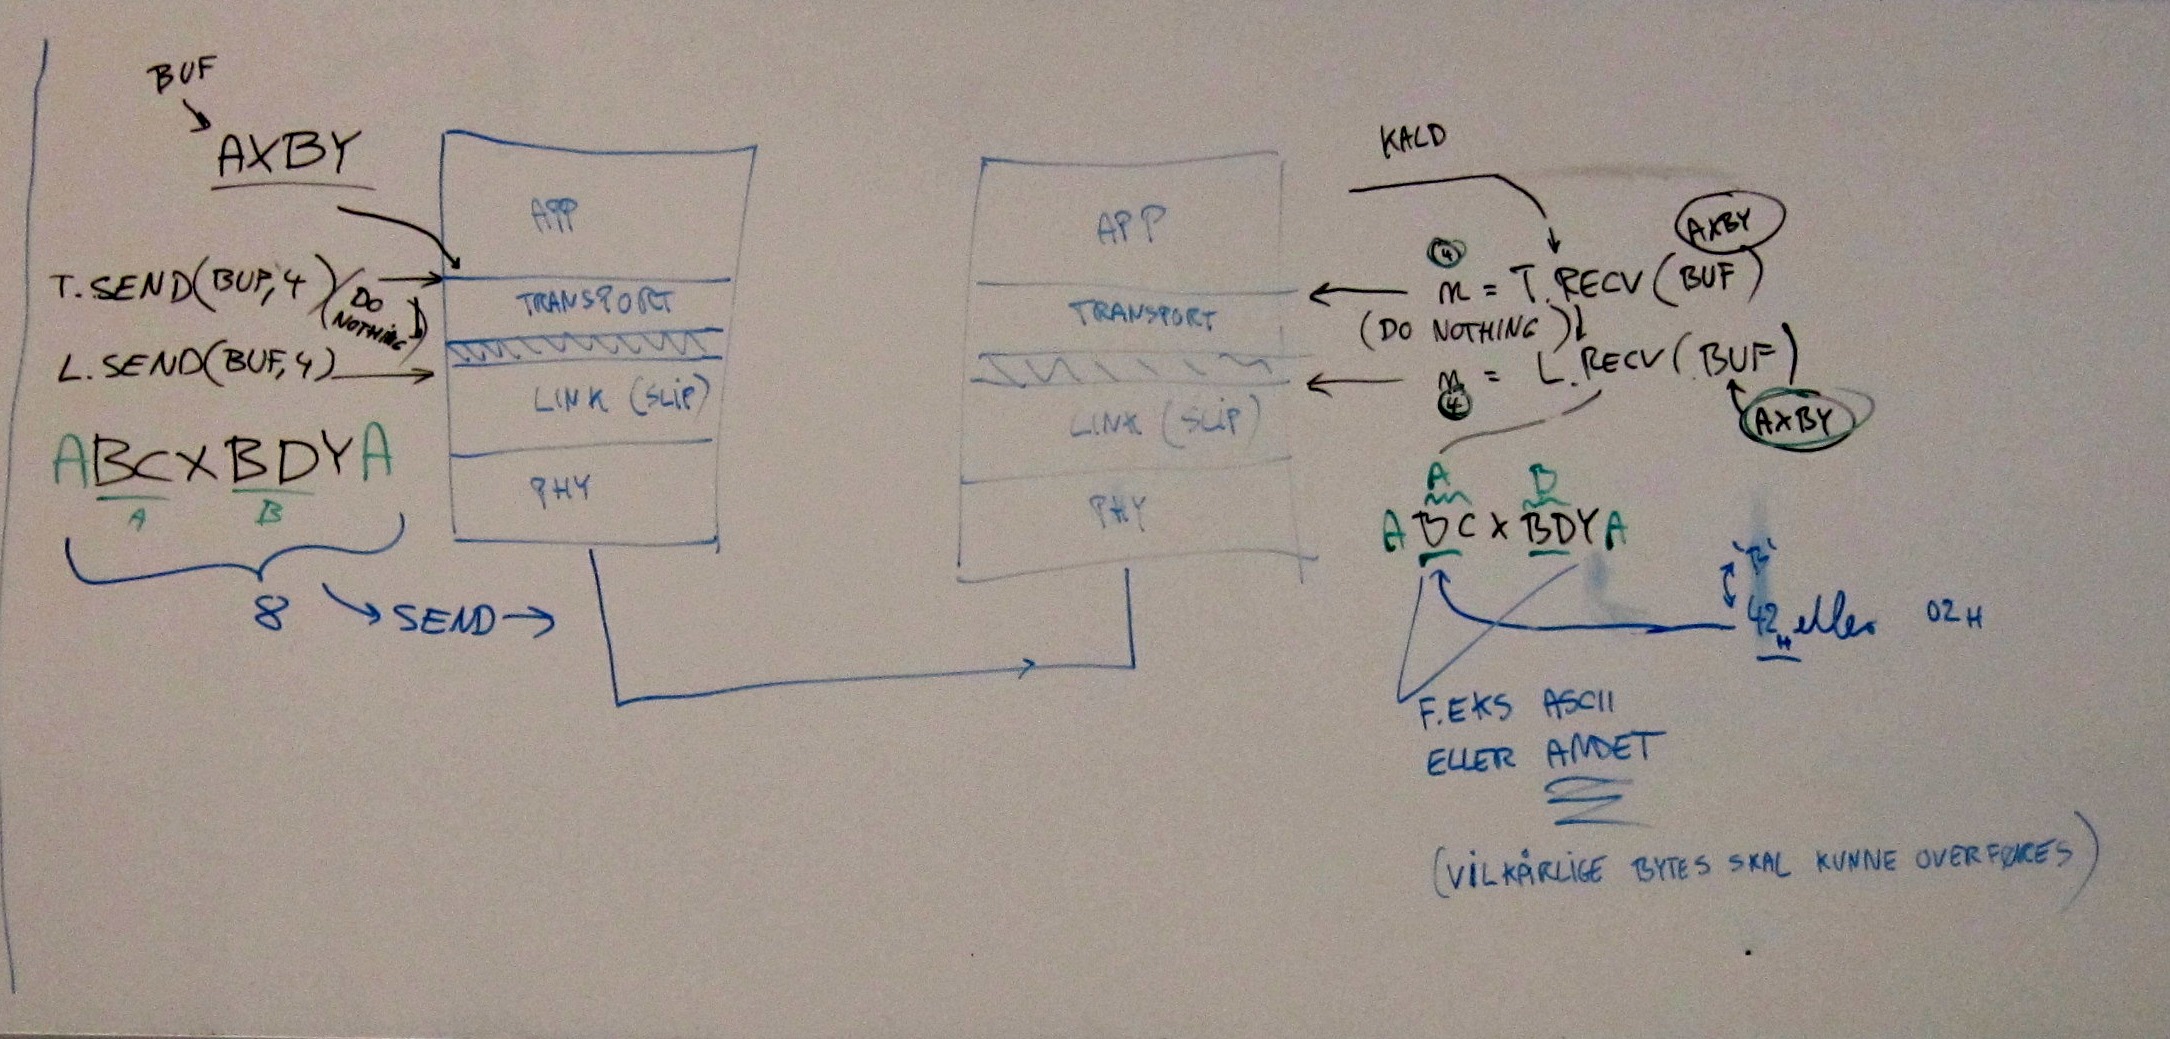 BUF
AXBY
T.SEND(BUF,4)
(DO NOTHING)
L.SEND(BUF,4)
ABCXBDYA
A B
8
SEND
APP
TRANSPORT
LINK (SLIP)
PHY
APP
TRANSPORT
LINK (SLIP)
PHY
KALD
AXBY
4
n = T.RECV(BUF)
(DO NOTHING)
n = L.RECV(BUF)
4
AXBY
A B
ABCXBDYA
'B'
42H eller 02H
F.EKS ASCII
ELLER ANDET
(VILKÅRLIGE BYTES SKAL KUNNE OVERFØRES)